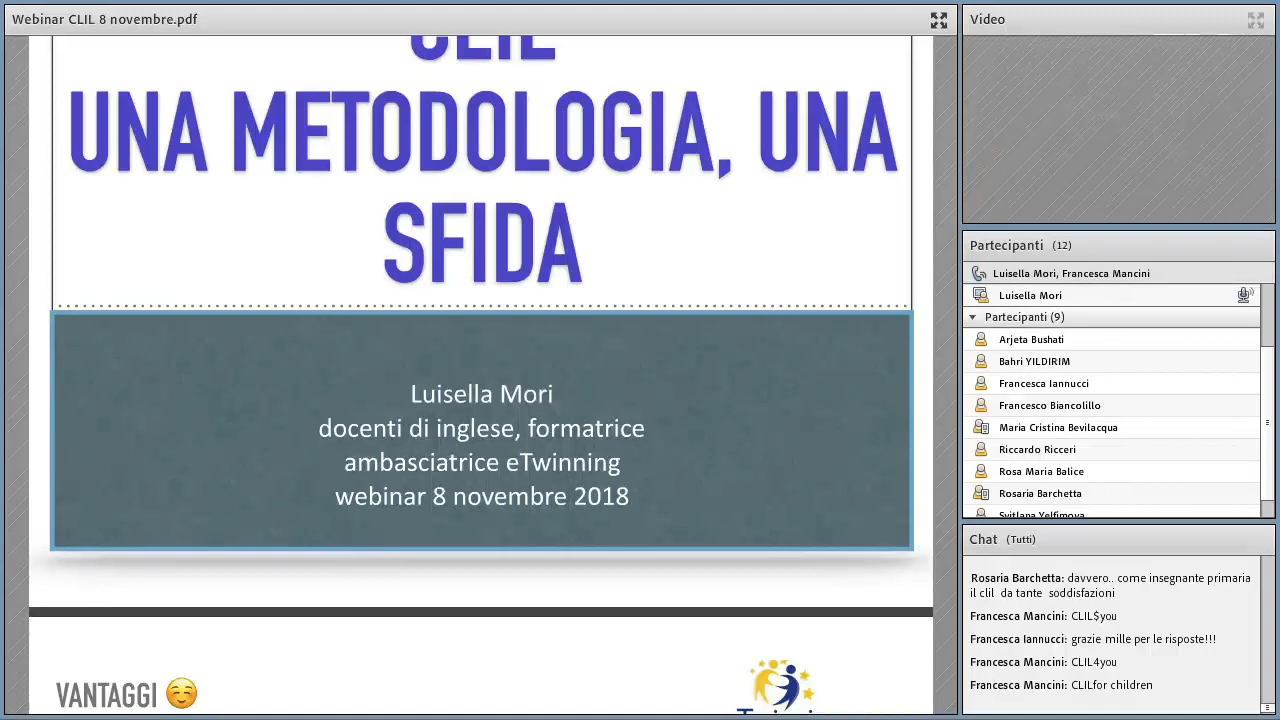 Webinar CLIL 8 novembre.pdf
CLIL
UNA METODOLOGIA, UNA
SFIDA
Luisella Mori
docenti di inglese, formatrice
ambasciatrice eTwinning
webinar 8 novembre 2018
VANTAGGI
Video
Partecipanti (12)
Luisella Mori, Francesca Mancini
Luisella Mori
Partecipanti (9)
Arjeta Bushati
Bahri YILDIRIM
Francesca Iannucci
Francesco Biancolillo
Maria Cristina Bevilacqua
Riccardo Ricceri
Rosa Maria Balice
Rosaria Barchetta
Svitlana Yelfimova
Chat (Tutti)
Rosaria Barchetta: davvero.. come insegnante primaria
il clil da tante soddisfazioni
Francesca Mancini: CLIL$you
Francesca Iannucci: grazie mille per le risposte!!!
Francesca Mancini: CLIL4you
Francesca Mancini: CLILfor children